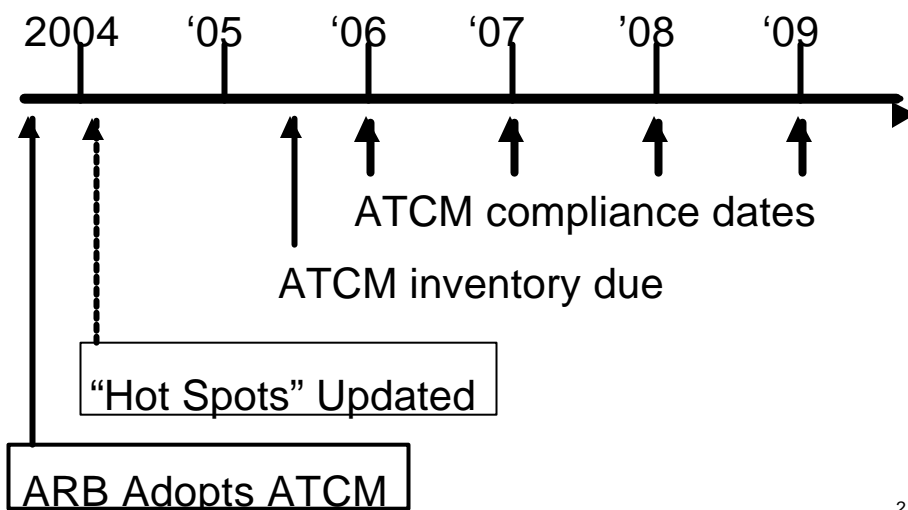 2004 ‘05 ‘06 ‘07 ’08 ‘09
ATCM compliance dates
ATCM inventory due
“Hot Spots” Updated
ARB Adopts ATCM
2